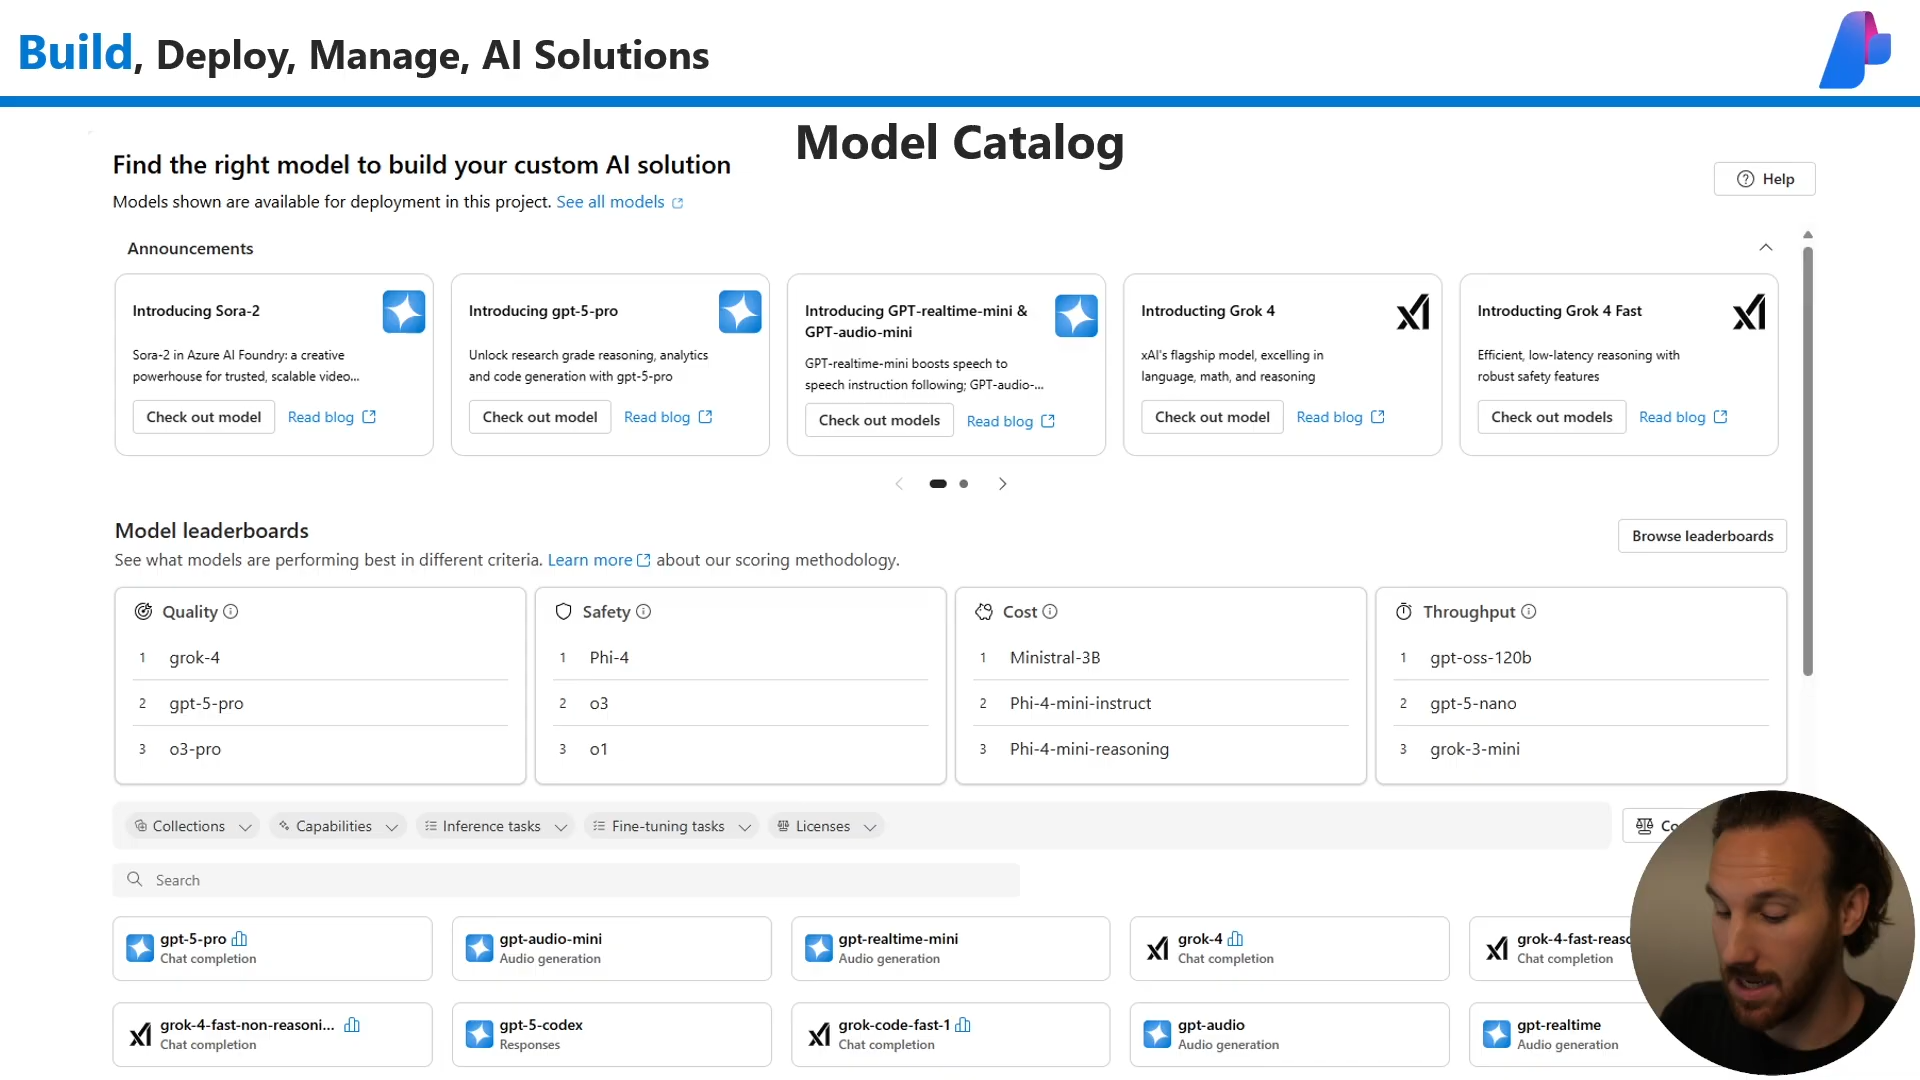 Build, Deploy, Manage, AI Solutions
Model Catalog
Find the right model to build your custom AI solution
Models shown are available for deployment in this project. See all models
Help
Announcements
Introducing Sora-2
Sora-2 in Azure AI Foundry: a creative
powerhouse for trusted, scalable video...
Check out model
Read blog
Introducing gpt-5-pro
Unlock research grade reasoning, analytics
and code generation with gpt-5-pro
Check out model
Read blog
Introducing GPT-realtime-mini &
GPT-audio-mini
GPT-realtime-mini boosts speech to
speech instruction following; GPT-audio-...
Check out models
Read blog
Introducting Grok 4
xAI's flagship model, excelling in
language, math, and reasoning
Check out model
Read blog
Introducting Grok 4 Fast
Efficient, low-latency reasoning with
robust safety features
Check out models
Read blog
Model leaderboards
See what models are performing best in different criteria. Learn more about our scoring methodology.
Browse leaderboards
Quality
1 grok-4
2 gpt-5-pro
3 o3-pro
Safety
1 Phi-4
2 o3
3 o1
Cost
1 Ministral-3B
2 Phi-4-mini-instruct
3 Phi-4-mini-reasoning
Throughput
1 gpt-oss-120b
2 gpt-5-nano
3 grok-3-mini
Collections
Capabilities
Inference tasks
Fine-tuning tasks
Licenses
Search
gpt-5-pro
Chat completion
gpt-audio-mini
Audio generation
gpt-realtime-mini
Audio generation
grok-4
Chat completion
grok-4-fast-reaso
Chat completion
grok-4-fast-non-reasoni...
Chat completion
gpt-5-codex
Responses
grok-code-fast-1
Chat completion
gpt-audio
Audio generation
gpt-realtime
Audio generation